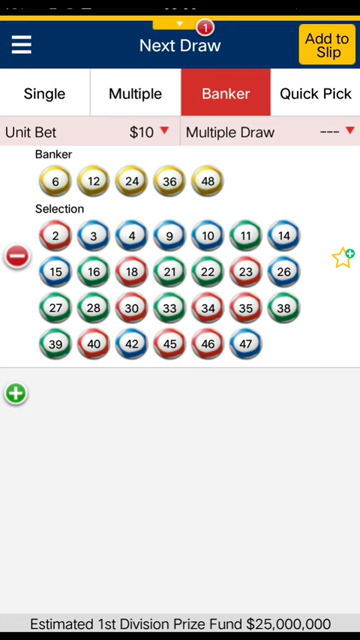 1
Next Draw
Add to
Slip
Single Multiple Banker Quick Pick
Unit Bet $10 Multiple Draw ---
Banker
6 12 24 36 48
Selection
2 3 4 9 10 11 14
15 16 18 21 22 23 26
27 28 30 33 34 35 38
39 40 42 45 46 47
Estimated 1st Division Prize Fund $25,000,000